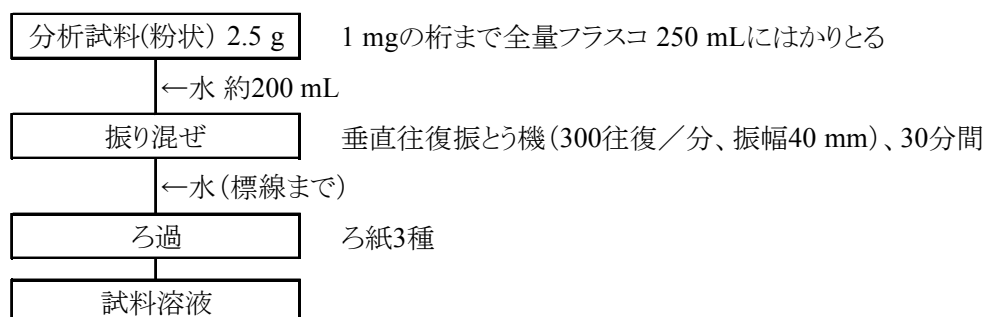 分析試料(粉状) 2.5 g　1 mgの桁まで全量フラスコ 250 mLにはかりとる
←水 約200 mL
振り混ぜ　垂直往復振とう機(300往復／分、振幅40 mm)、30分間
←水(標線まで)
ろ過　ろ紙3種
試料溶液